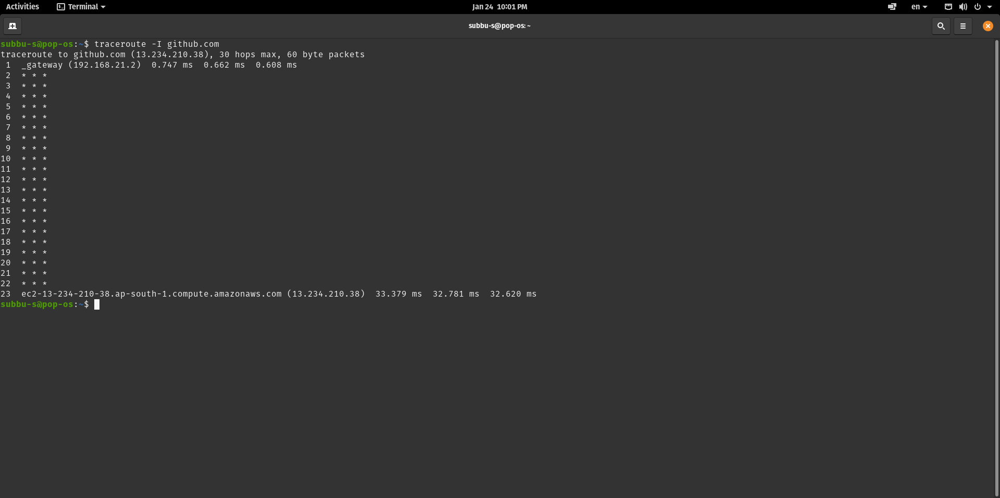 Activities Terminal Jan 24 10:01 PM en
subbu-s@pop-os: ~
subbu-s@pop-os:~$ traceroute -I github.com
traceroute to github.com (13.234.210.38), 30 hops max, 60 byte packets
 1  _gateway (192.168.21.2)  0.747 ms  0.662 ms  0.608 ms
 2  * * *
 3  * * *
 4  * * *
 5  * * *
 6  * * *
 7  * * *
 8  * * *
 9  * * *
10  * * *
11  * * *
12  * * *
13  * * *
14  * * *
15  * * *
16  * * *
17  * * *
18  * * *
19  * * *
20  * * *
21  * * *
22  * * *
23  ec2-13-234-210-38.ap-south-1.compute.amazonaws.com (13.234.210.38)  33.379 ms  32.781 ms  32.620 ms
subbu-s@pop-os:~$